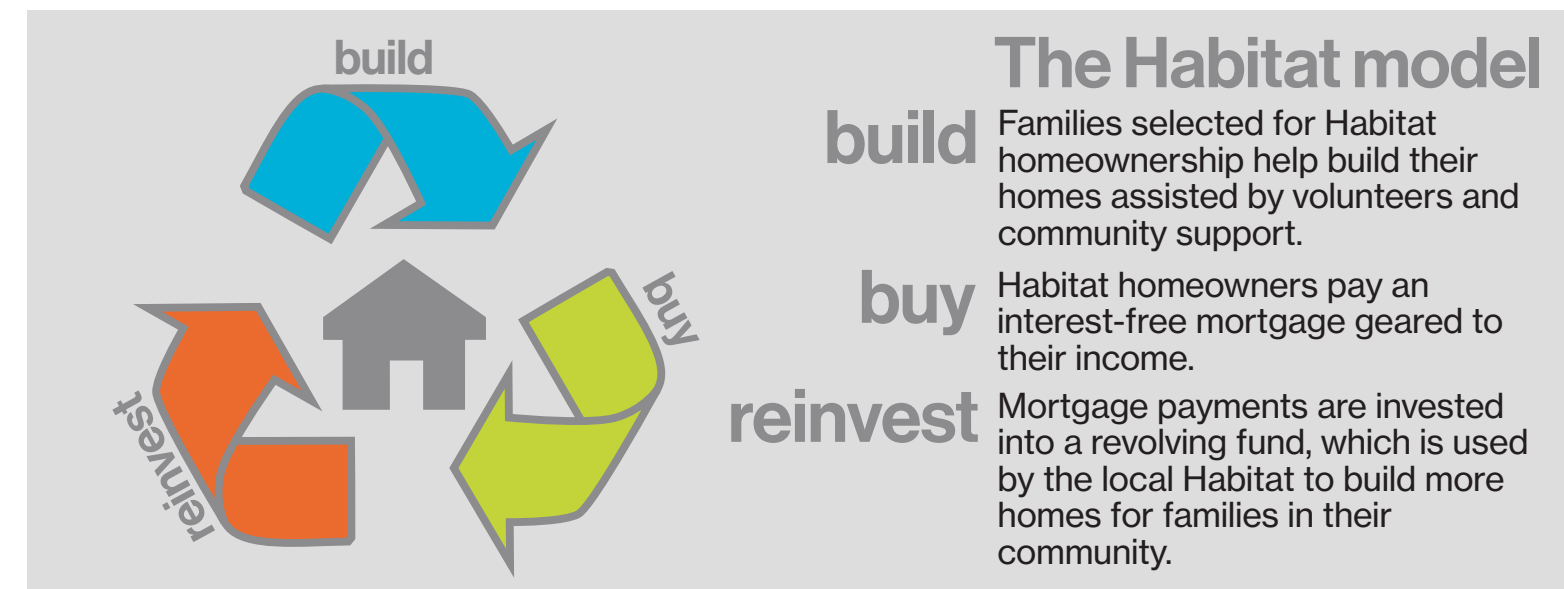 build
buy
reinvest
The Habitat model
build
Families selected for Habitat
homeownership help build their
homes assisted by volunteers and
community support.
buy
Habitat homeowners pay an
interest-free mortgage geared to
their income.
reinvest
Mortgage payments are invested
into a revolving fund, which is used
by the local Habitat to build more
homes for families in their
community.